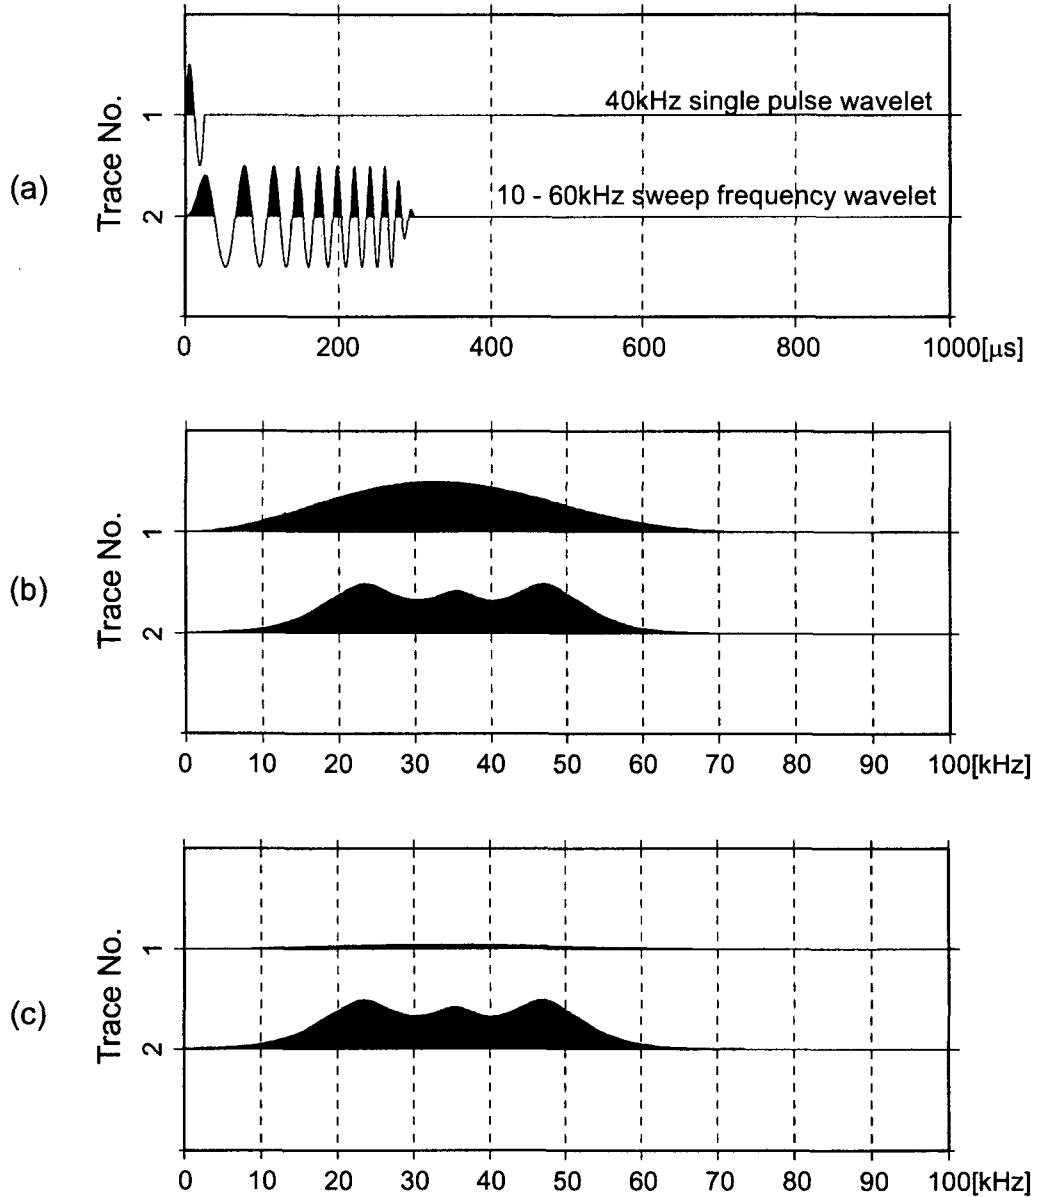 (a)
Trace No.
1
2
40kHz single pulse wavelet
10 - 60kHz sweep frequency wavelet
0 200 400 600 800 1000[μs]
(b)
Trace No.
1
2
0 10 20 30 40 50 60 70 80 90 100[kHz]
(c)
Trace No.
1
2
0 10 20 30 40 50 60 70 80 90 100[kHz]